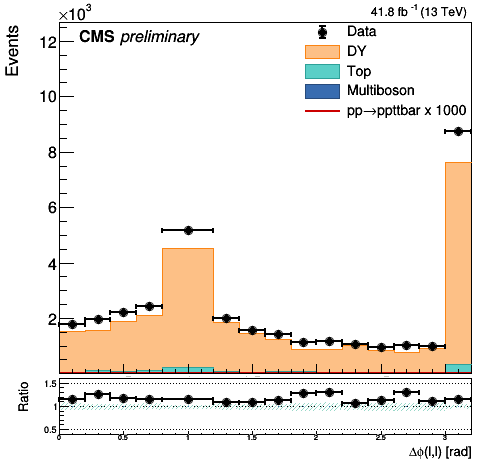 ×10³
41.8 fb⁻¹ (13 TeV)
CMS preliminary
Events
Data
DY
Top
Multiboson
pp→ppttbar x 1000
12
10
8
6
4
2
Ratio
1.5
1
0.5
0 0.5 1 1.5 2 2.5 3
Δφ(l,l) [rad]